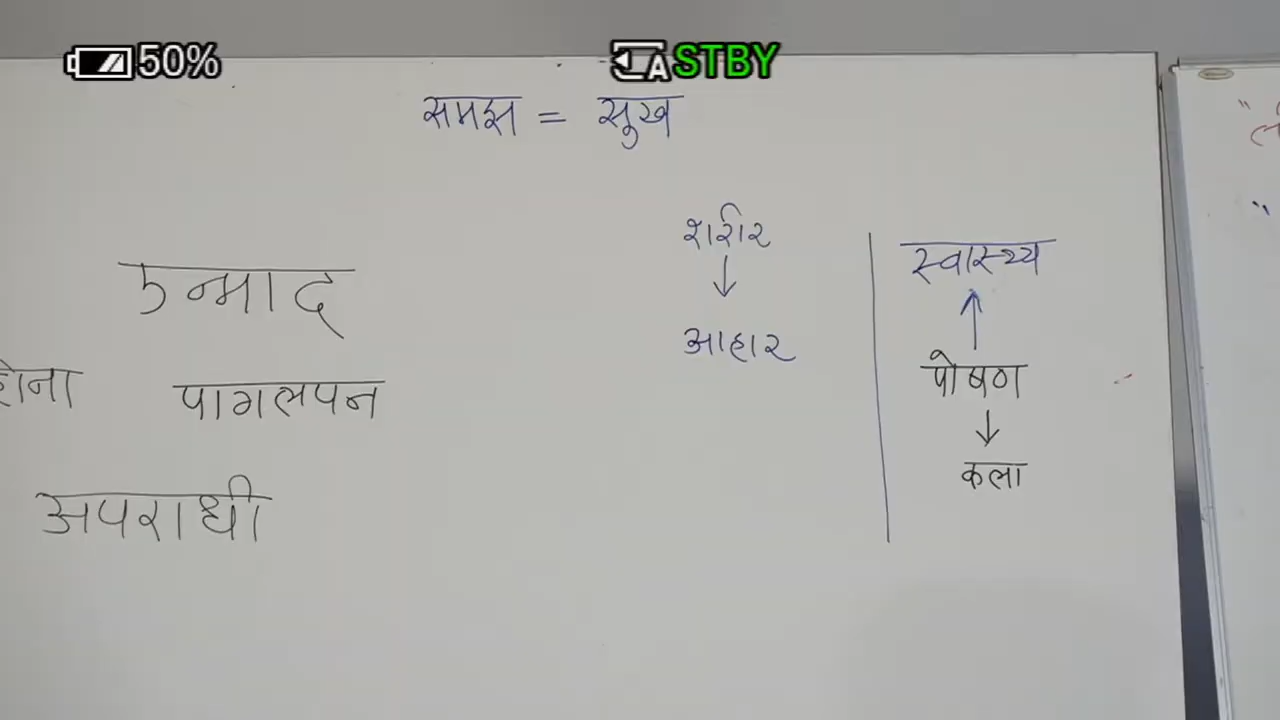 50% STBY
समझ = सुख
शरीर
↓
आहार
स्वास्थ्य
↑
पोषण
↓
कला
उन्माद
होना पागलपन
अपराधी